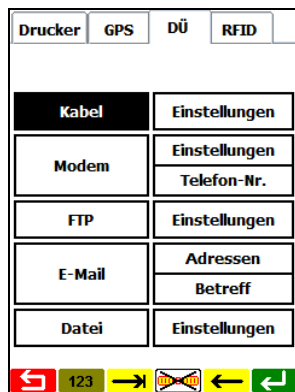 Drucker GPS DÜ RFID
Kabel Einstellungen
Modem Einstellungen
Telefon-Nr.
FTP Einstellungen
E-Mail Adressen
Betreff
Datei Einstellungen
123